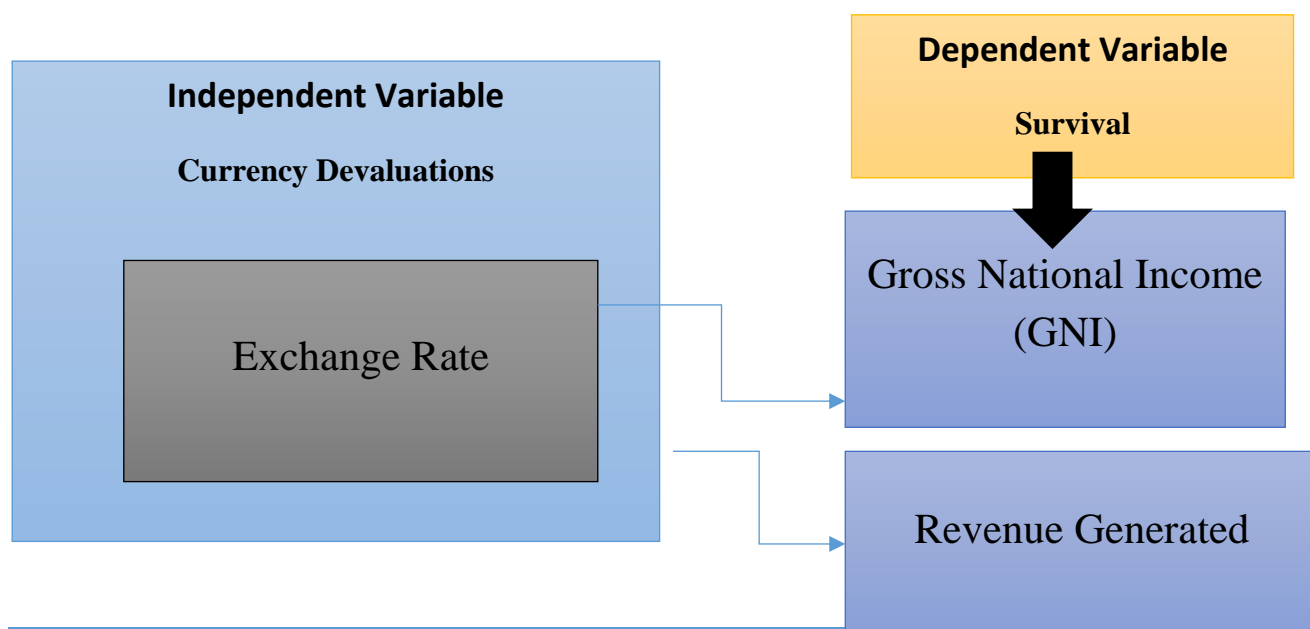 Independent Variable
Currency Devaluations
Exchange Rate
Dependent Variable
Survival
Gross National Income
(GNI)
Revenue Generated